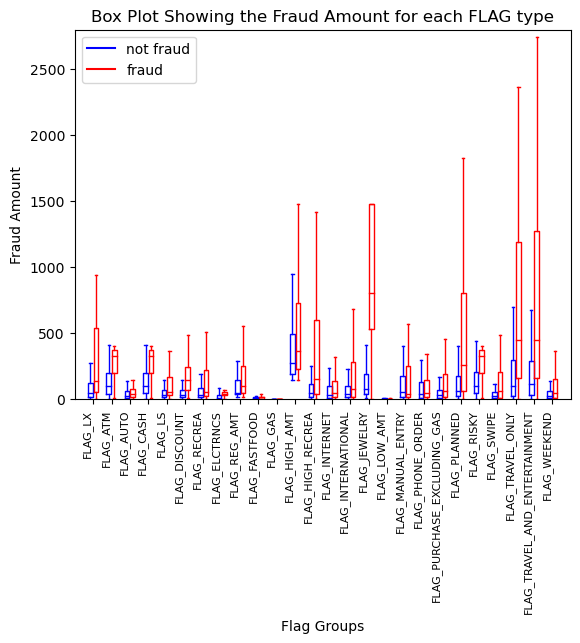 Box Plot Showing the Fraud Amount for each FLAG type
not fraud
fraud
2500
2000
1500
1000
500
0
Fraud Amount
FLAG_LX
FLAG_ATM
FLAG_AUTO
FLAG_CASH
FLAG_LS
FLAG_DISCOUNT
FLAG_RECREA
FLAG_ELCTRNCS
FLAG_REG_AMT
FLAG_FASTFOOD
FLAG_GAS
FLAG_HIGH_AMT
FLAG_HIGH_RECREA
FLAG_INTERNET
FLAG_INTERNATIONAL
FLAG_JEWELRY
FLAG_LOW_AMT
FLAG_MANUAL_ENTRY
FLAG_PHONE_ORDER
FLAG_PURCHASE_EXCLUDING_GAS
FLAG_PLANNED
FLAG_RISKY
FLAG_SWIPE
FLAG_TRAVEL_ONLY
FLAG_TRAVEL_AND_ENTERTAINMENT
FLAG_WEEKEND
Flag Groups